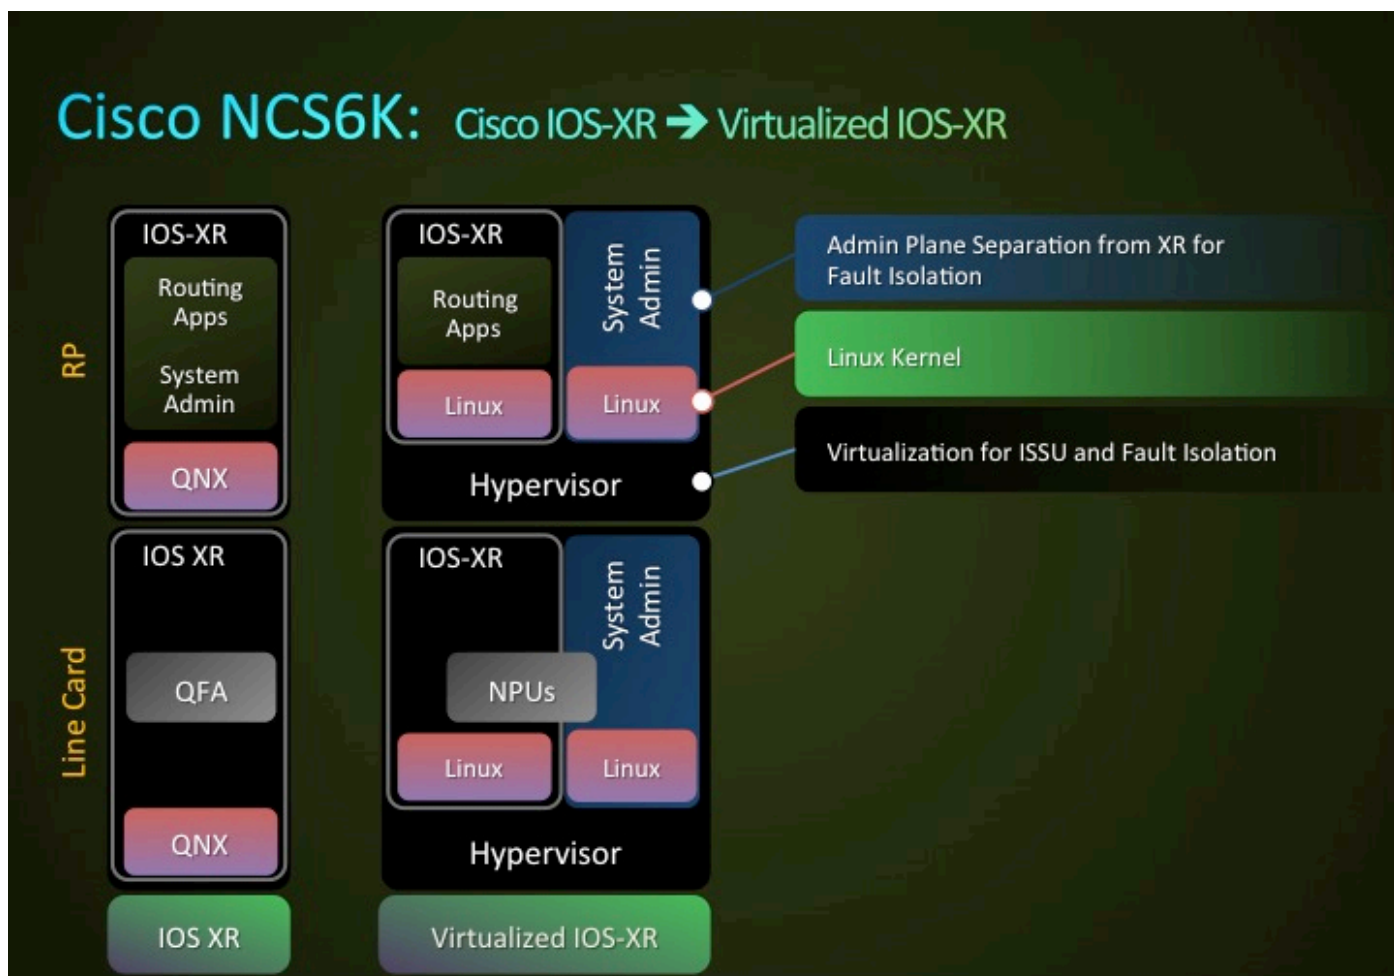 Cisco NCS6K: Cisco IOS-XR ➔ Virtualized IOS-XR
RP
IOS-XR
Routing
Apps
System
Admin
QNX
IOS-XR
Routing
Apps
Linux
System
Admin
Linux
Hypervisor
Admin Plane Separation from XR for
Fault Isolation
Linux Kernel
Virtualization for ISSU and Fault Isolation
Line Card
IOS XR
QFA
QNX
IOS-XR
NPUs
Linux
System
Admin
Linux
Hypervisor
IOS XR
Virtualized IOS-XR